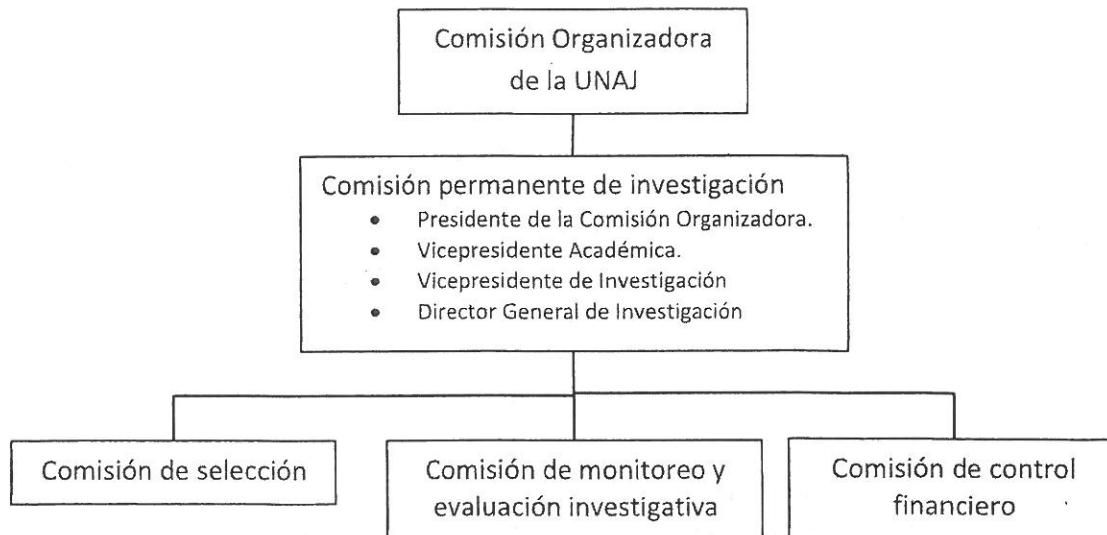 Comisión Organizadora
de la UNAJ
Comisión permanente de investigación
• Presidente de la Comisión Organizadora.
• Vicepresidente Académica.
• Vicepresidente de Investigación
• Director General de Investigación
Comisión de selección
Comisión de monitoreo y
evaluación investigativa
Comisión de control
financiero